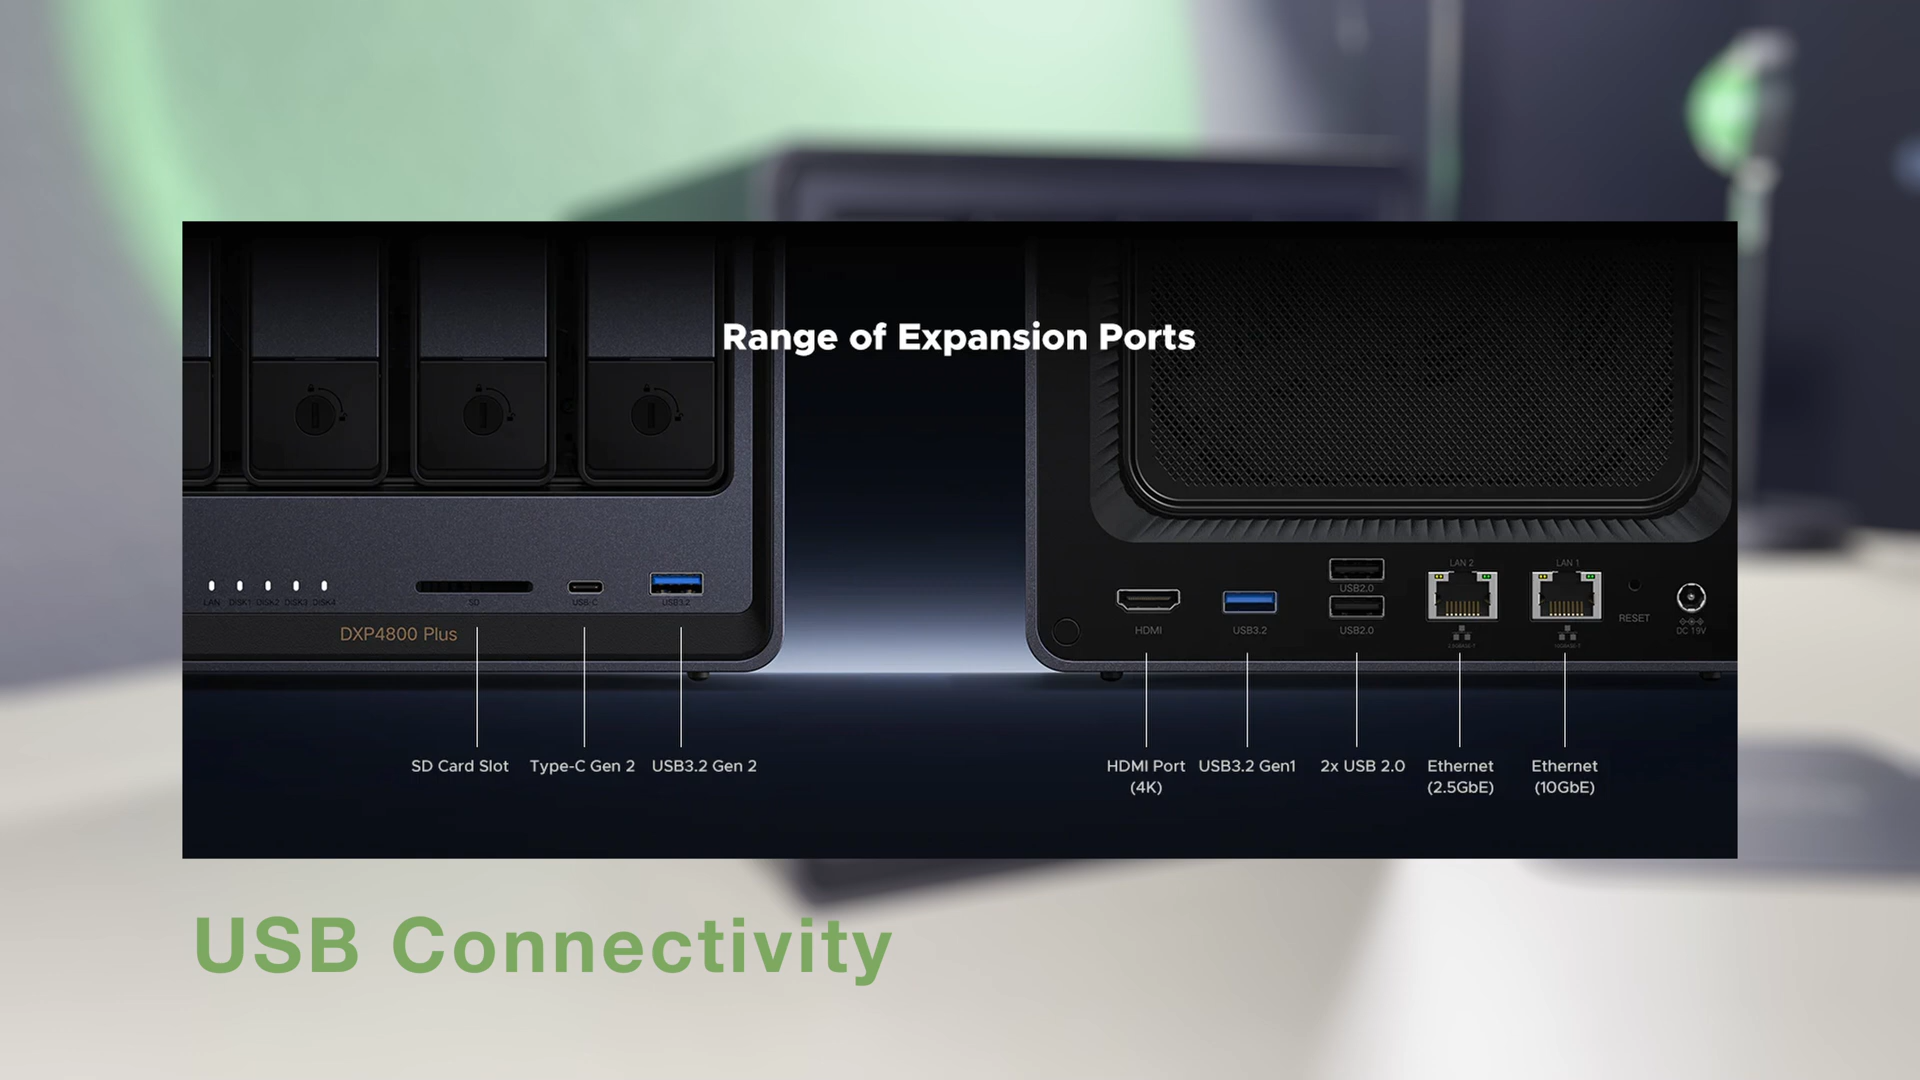 Range of Expansion Ports
LAN DISK1 DISK2 DISK3 DISK4
SD
USB-C
USB3.2
DXP4800 Plus
SD Card Slot
Type-C Gen 2
USB3.2 Gen 2
HDMI
USB3.2
USB2.0
USB2.0
LAN 2
LAN 1
RESET
DC 19V
HDMI Port
(4K)
USB3.2 Gen1
2x USB 2.0
Ethernet
(2.5GbE)
Ethernet
(10GbE)
USB Connectivity